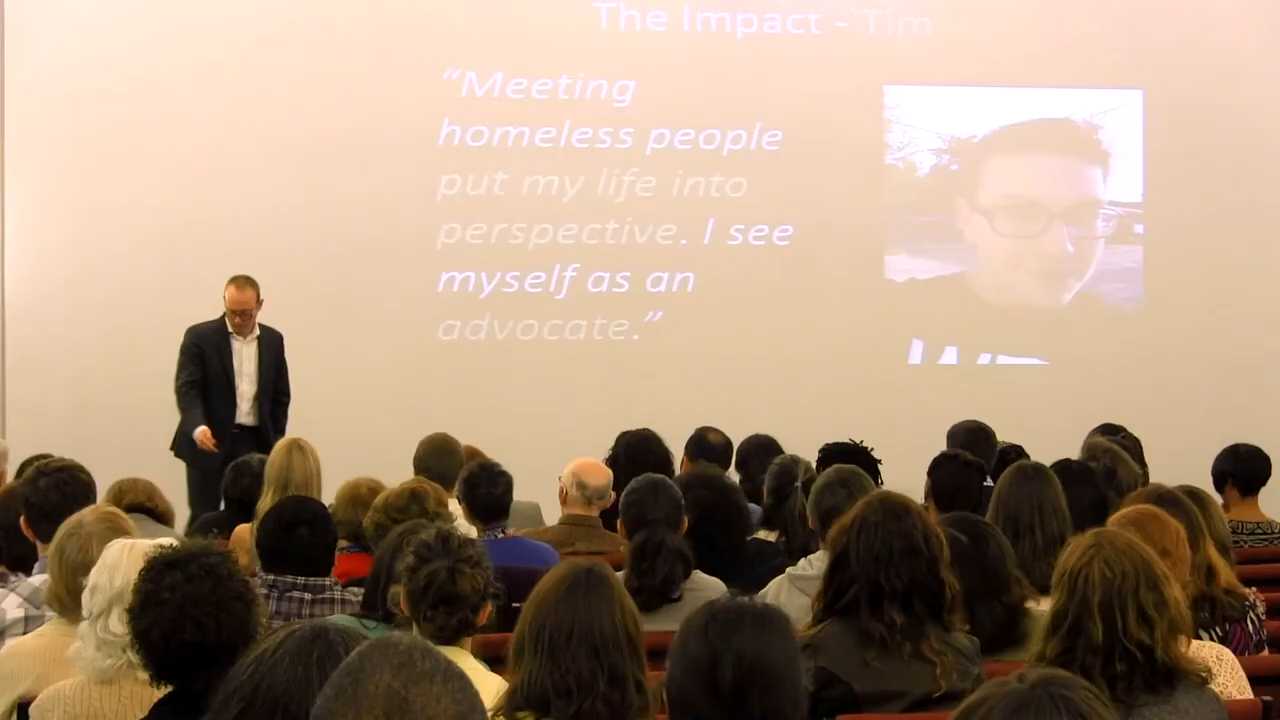 The Impact - Tim
“Meeting
homeless people
put my life into
perspective. I see
myself as an
advocate.”